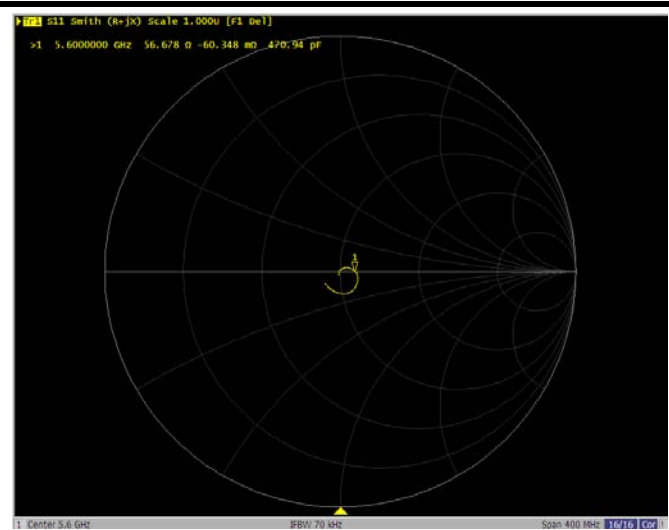 Tr1 S11 Smith (R+jX) Scale 1.000U [F1 Del]
>1 5.6000000 GHz 56.678 Ω -60.348 mΩ 470.94 pF
1
1 Center 5.6 GHz IFBW 70 kHz Span 400 MHz 16/16 Cor